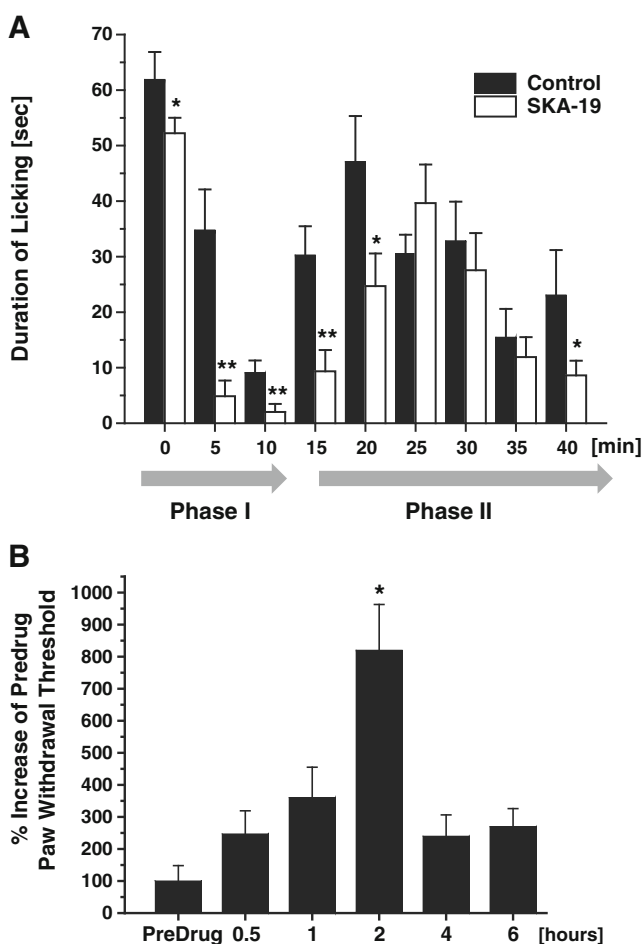 A
Duration of Licking [sec]
70
60
50
40
30
20
10
0
Control
SKA-19
*
**
**
**
*
*
0 5 10 15 20 25 30 35 40 [min]
Phase I Phase II
B
% Increase of Predrug
Paw Withdrawal Threshold
1000
900
800
700
600
500
400
300
200
100
0
*
PreDrug 0.5 1 2 4 6 [hours]